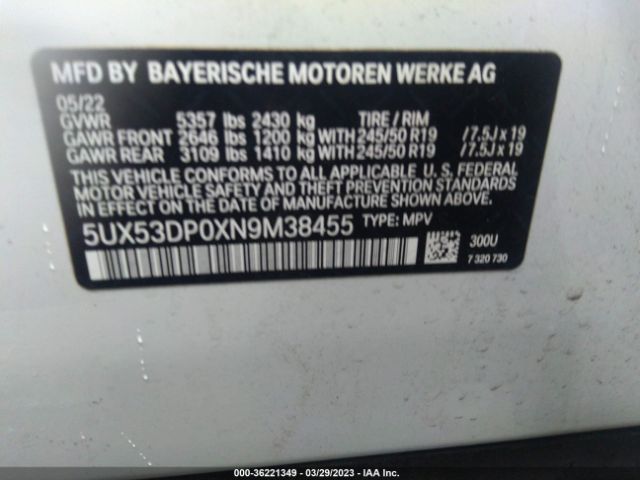 MFD BY BAYERISCHE MOTOREN WERKE AG
05/22
GVWR 5357 lbs 2430 kg TIRE / RIM
GAWR FRONT 2646 lbs 1200 kg WITH 245/50 R19 / 7.5J x 19
GAWR REAR 3109 lbs 1410 kg WITH 245/50 R19 / 7.5J x 19
THIS VEHICLE CONFORMS TO ALL APPLICABLE U. S. FEDERAL
MOTOR VEHICLE SAFETY AND THEFT PREVENTION STANDARDS
IN EFFECT ON THE DATE OF MANUFACTURE SHOWN ABOVE.
5UX53DP0XN9M38455 TYPE: MPV
300U
7 320 730
000-36221349 - 03/29/2023 - IAA Inc.